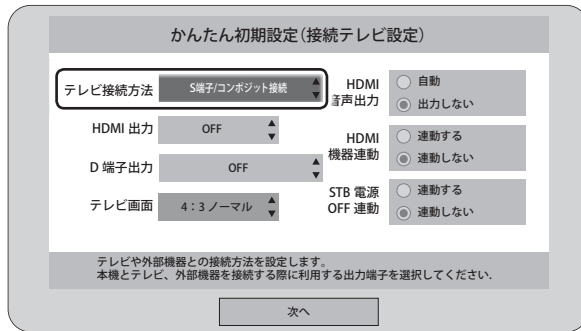 かんたん初期設定（接続テレビ設定）
テレビ接続方法
S端子/コンポジット接続
HDMI 出力
OFF
D 端子出力
OFF
テレビ画面
4：3 ノーマル
HDMI
音声出力
自動
出力しない
HDMI
機器連動
連動する
連動しない
STB 電源
OFF 連動
連動する
連動しない
テレビや外部機器との接続方法を設定します。
本機とテレビ、外部機器を接続する際に利用する出力端子を選択してください.
次へ